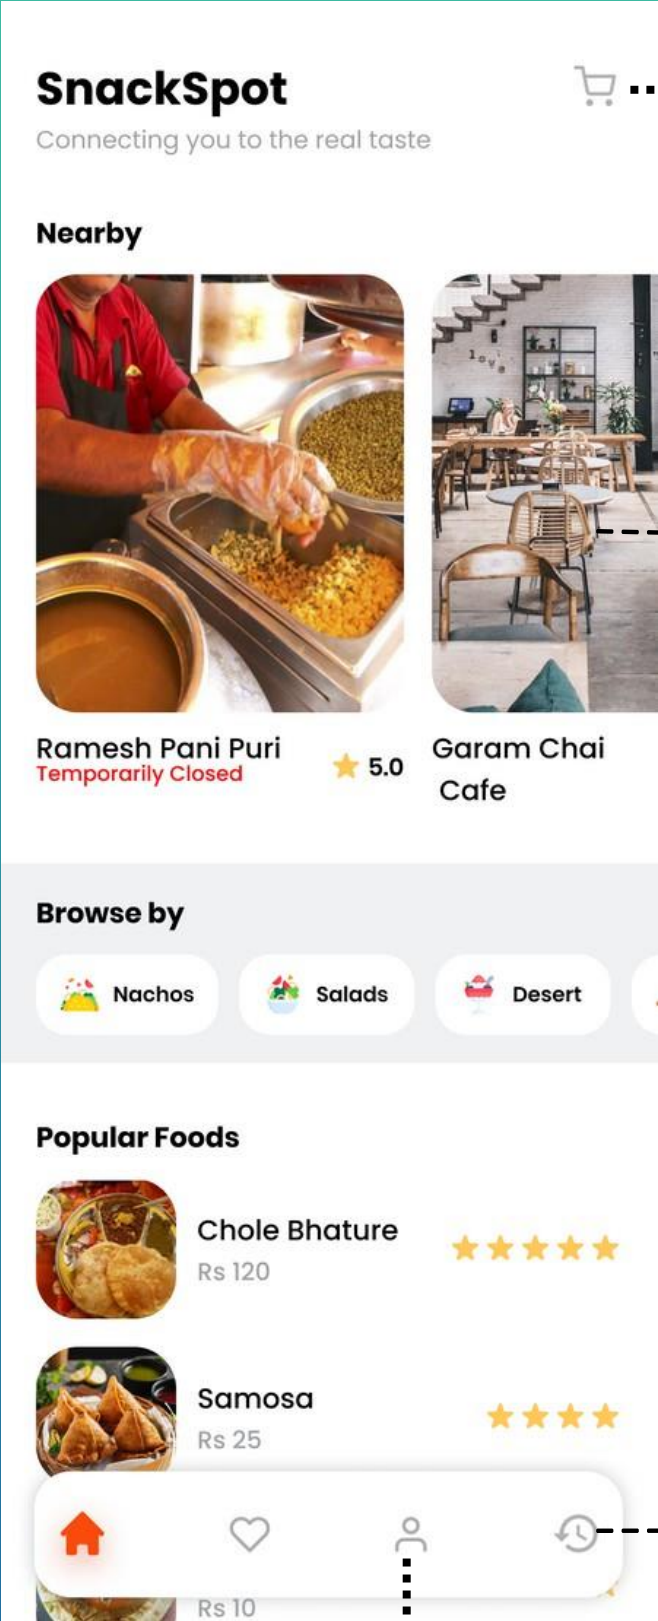 SnackSpot
Connecting you to the real taste
Nearby
love
Ramesh Pani Puri
Temporarily Closed
5.0
Garam Chai
Cafe
Browse by
Nachos
Salads
Desert
Popular Foods
Chole Bhature
Rs 120
Samosa
Rs 25
Rs 10